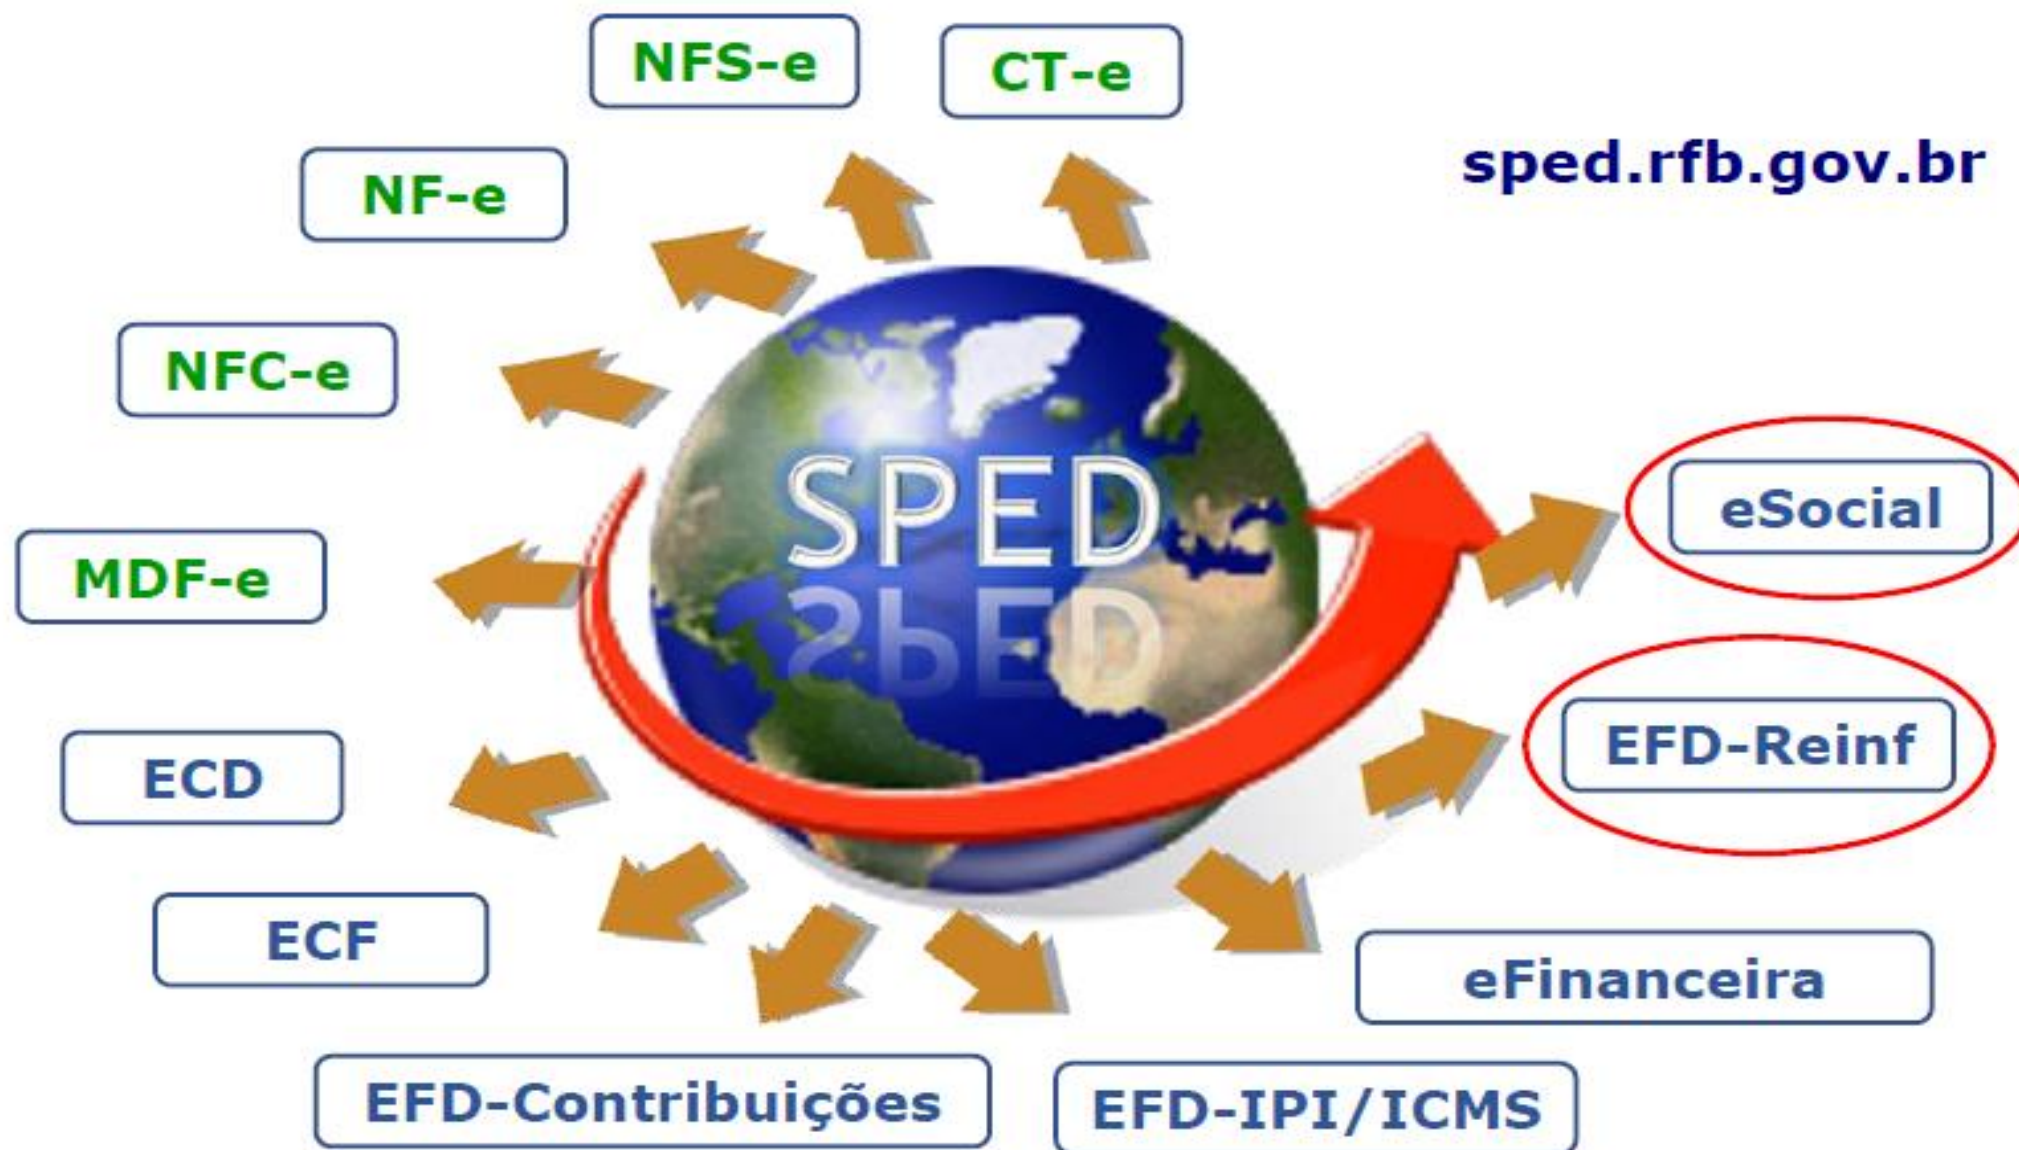 NFS-e
CT-e
sped.rfb.gov.br
NF-e
NFC-e
SPED
SPED
eSocial
MDF-e
EFD-Reinf
ECD
ECF
eFinanceira
EFD-Contribuições
EFD-IPI/ICMS